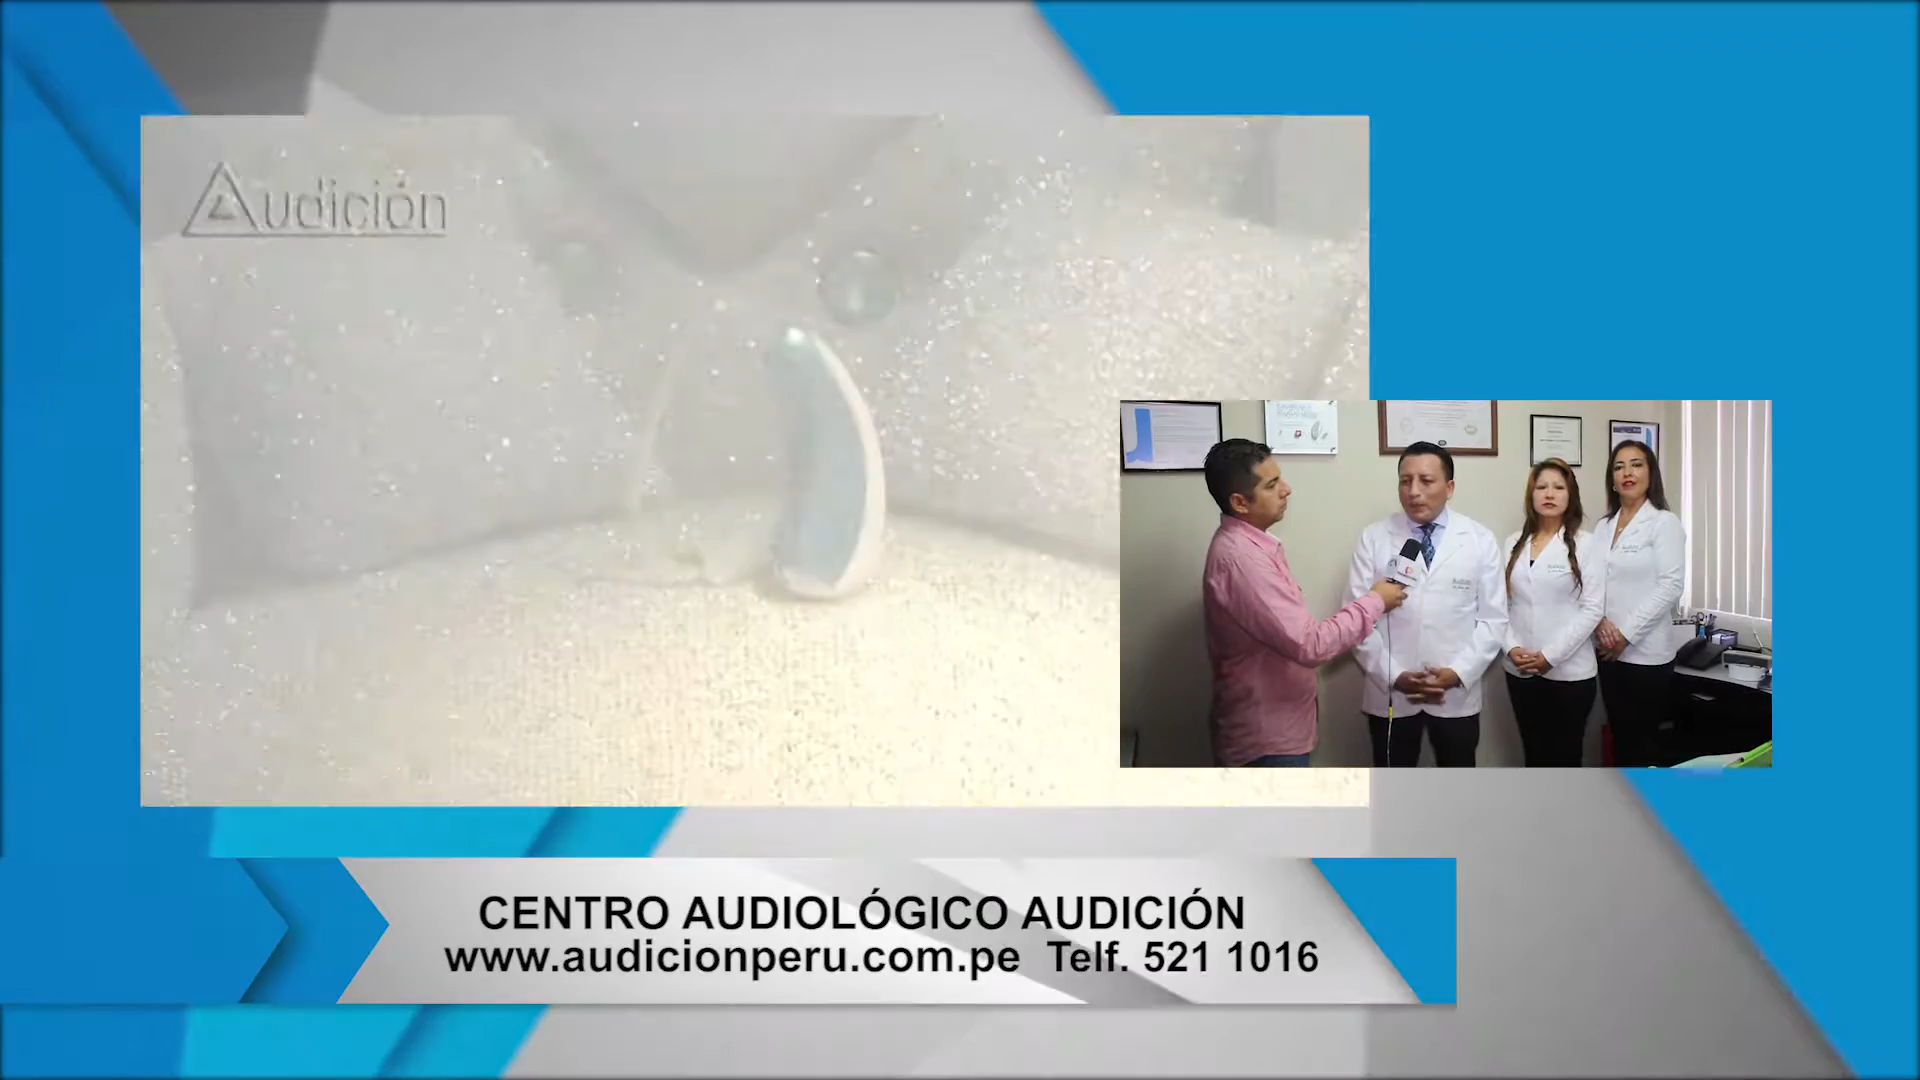 Audición
CENTRO AUDIOLÓGICO AUDICIÓN
www.audicionperu.com.pe Telf. 521 1016